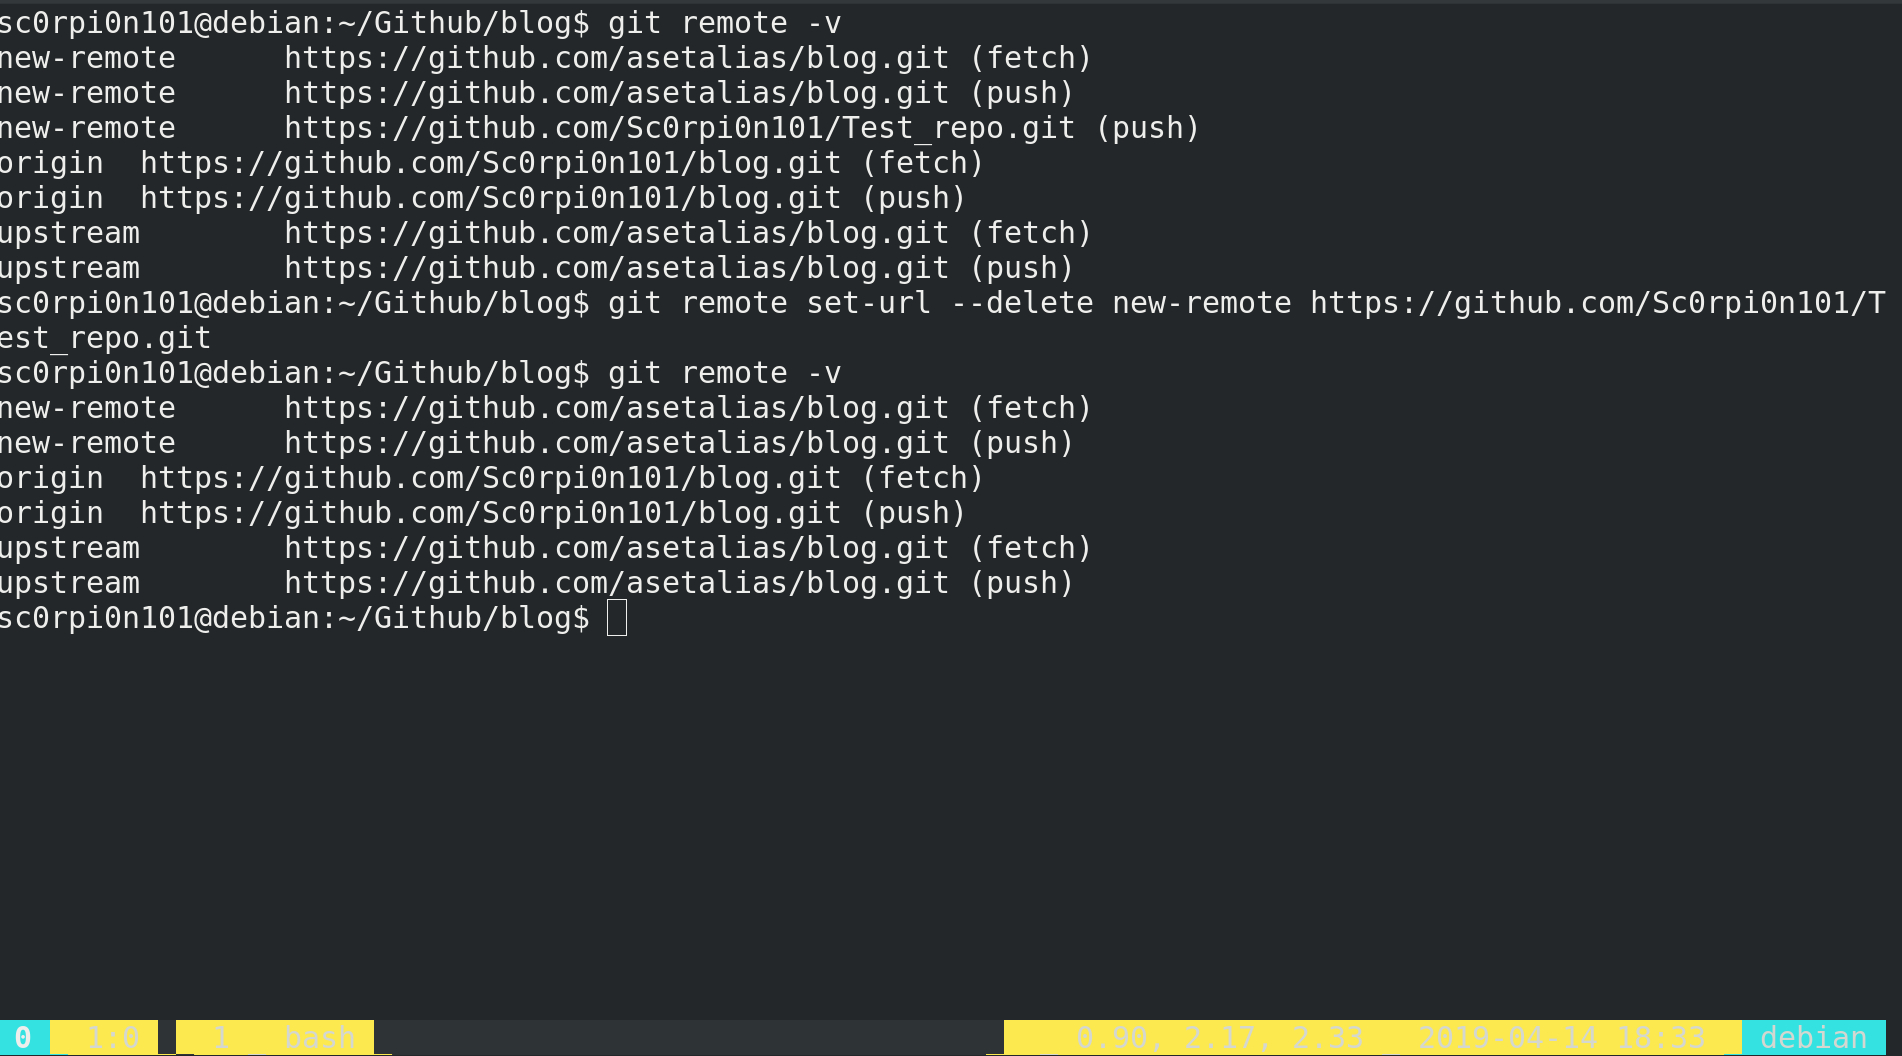 sc0rpi0n101@debian:~/Github/blog$ git remote -v
new-remote      https://github.com/asetalias/blog.git (fetch)
new-remote      https://github.com/asetalias/blog.git (push)
new-remote      https://github.com/Sc0rpi0n101/Test_repo.git (push)
origin  https://github.com/Sc0rpi0n101/blog.git (fetch)
origin  https://github.com/Sc0rpi0n101/blog.git (push)
upstream        https://github.com/asetalias/blog.git (fetch)
upstream        https://github.com/asetalias/blog.git (push)
sc0rpi0n101@debian:~/Github/blog$ git remote set-url --delete new-remote https://github.com/Sc0rpi0n101/T
est_repo.git
sc0rpi0n101@debian:~/Github/blog$ git remote -v
new-remote      https://github.com/asetalias/blog.git (fetch)
new-remote      https://github.com/asetalias/blog.git (push)
origin  https://github.com/Sc0rpi0n101/blog.git (fetch)
origin  https://github.com/Sc0rpi0n101/blog.git (push)
upstream        https://github.com/asetalias/blog.git (fetch)
upstream        https://github.com/asetalias/blog.git (push)
sc0rpi0n101@debian:~/Github/blog$
0 1:0 1 _ bash _ 0.90, 2.17, 2.33 _ 2019-04-14 18:33 _ debian